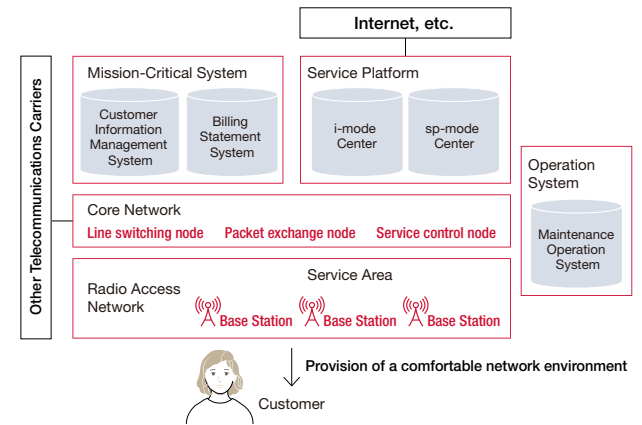 Internet, etc.
Other Telecommunications Carriers
Mission-Critical System
Customer
Information
Management
System
Billing
Statement
System
Service Platform
i-mode
Center
sp-mode
Center
Operation
System
Maintenance
Operation
System
Core Network
Line switching node Packet exchange node Service control node
Service Area
Radio Access
Network
Base Station Base Station Base Station
Provision of a comfortable network environment
Customer